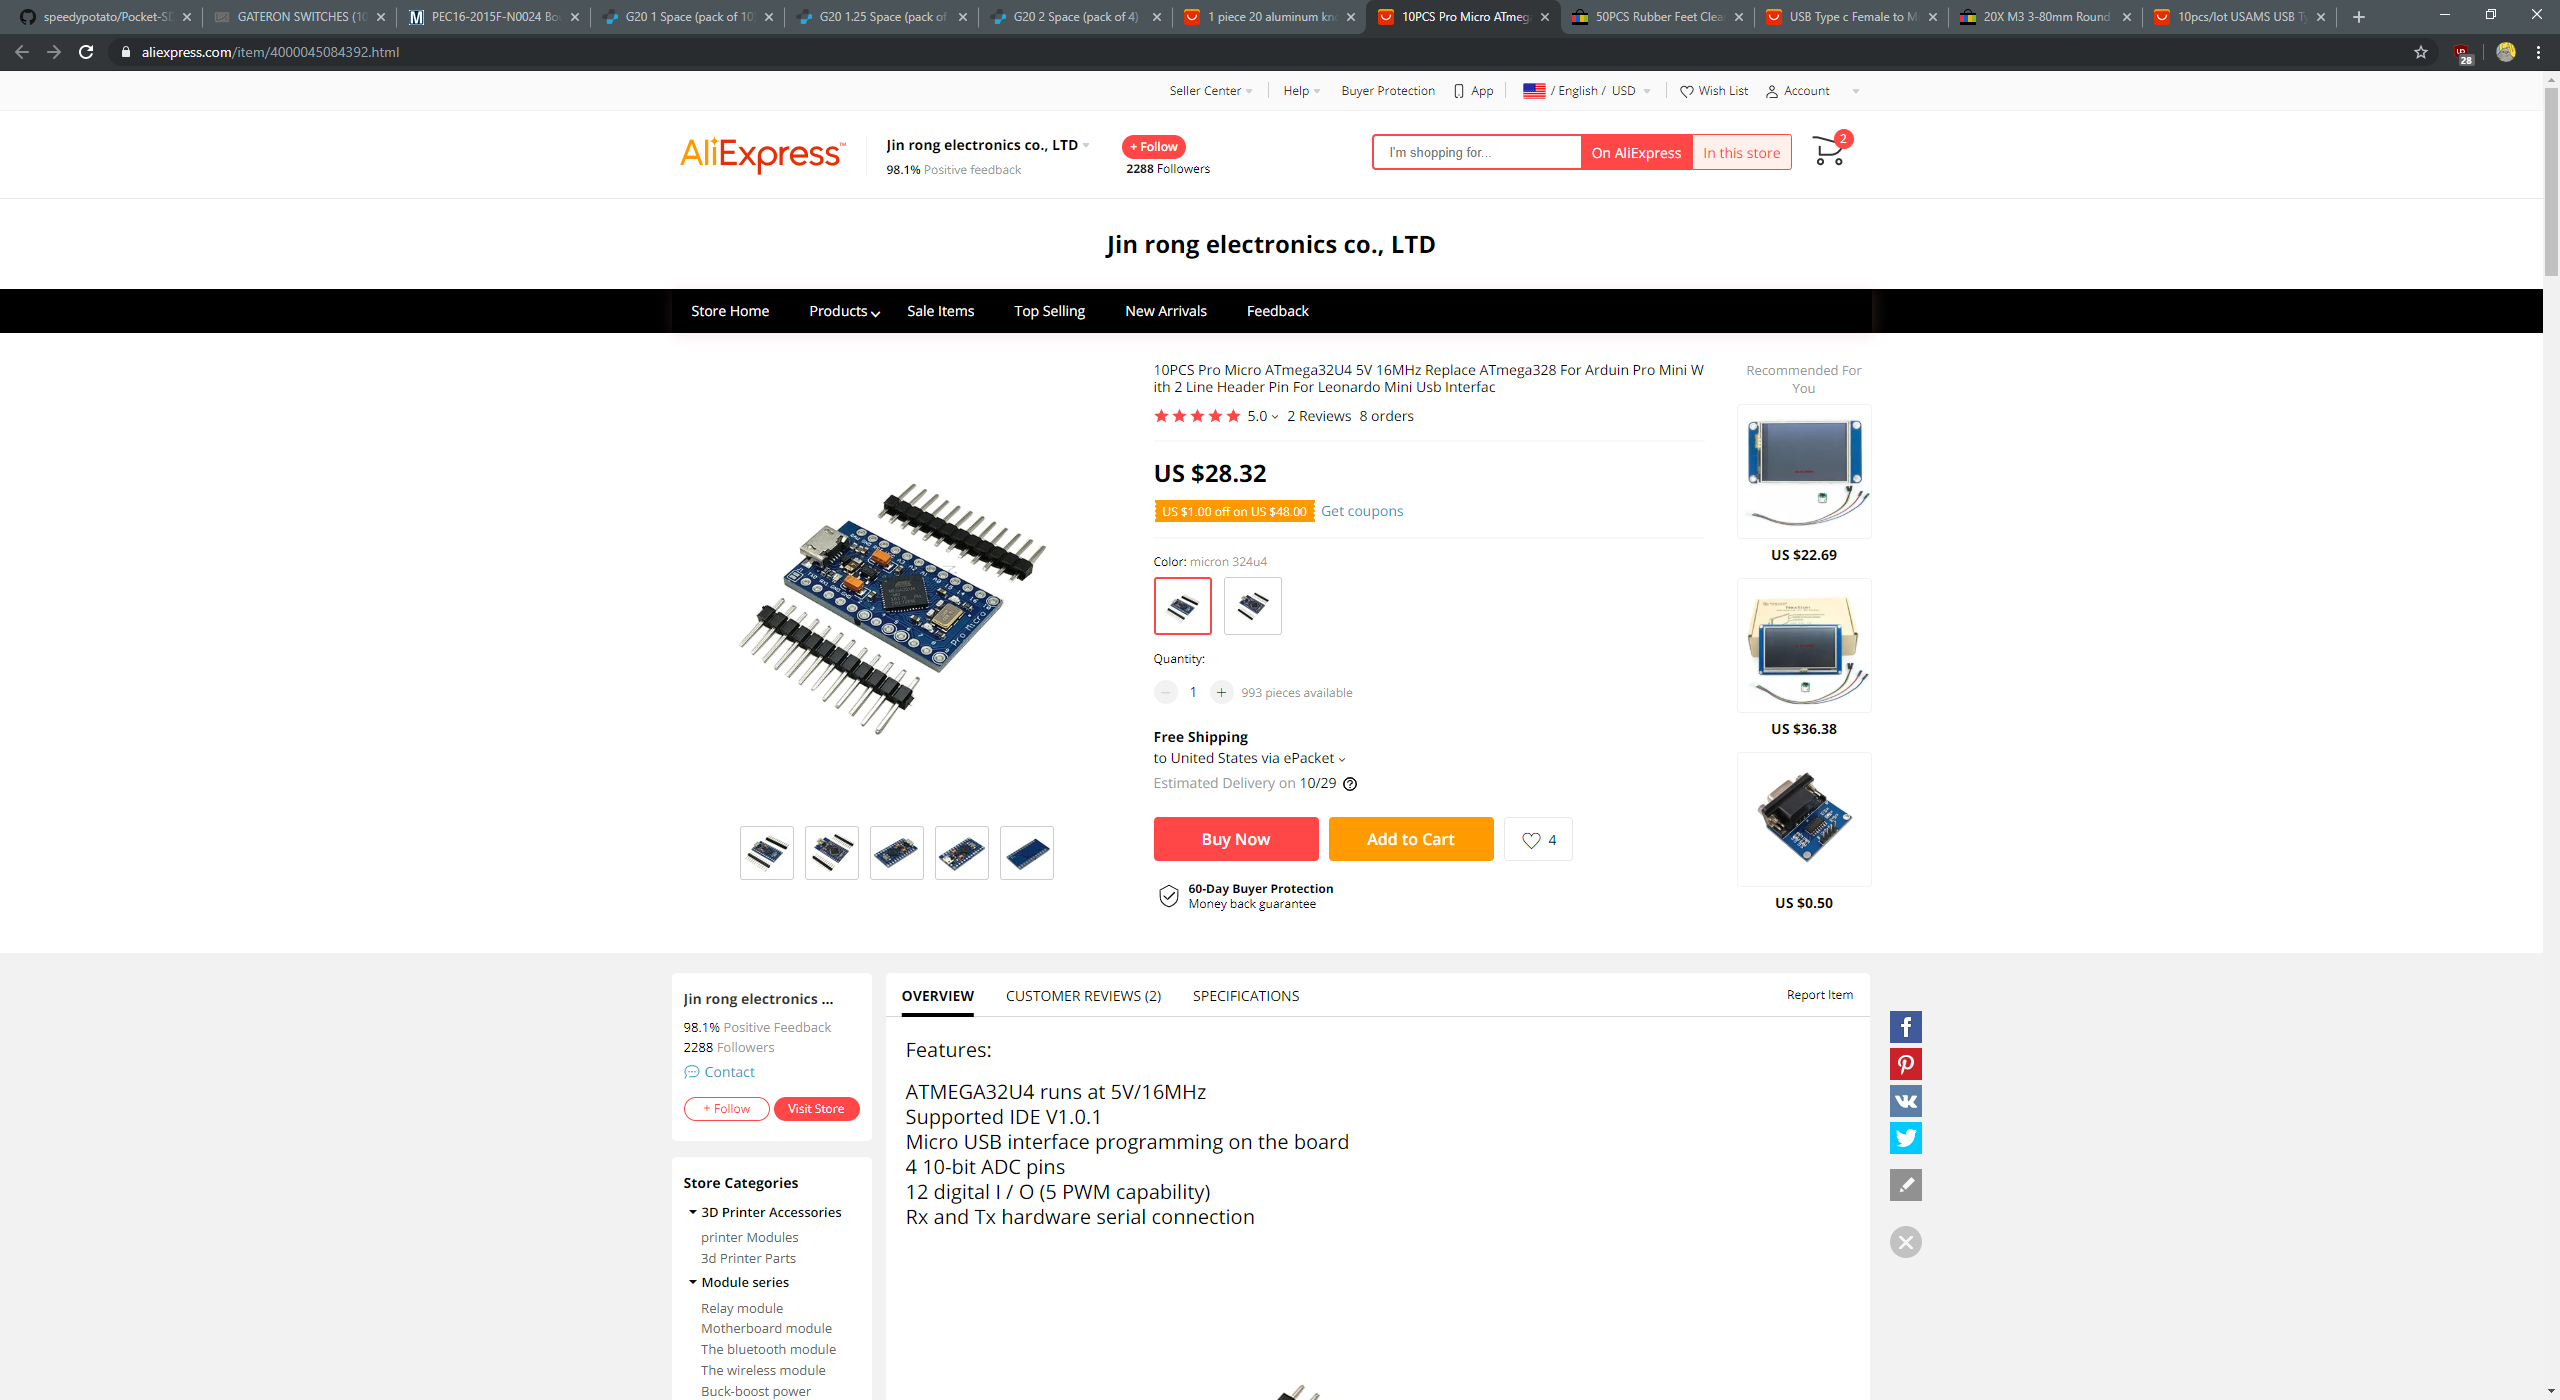 speedypotato/Pocket-SD
GATERON SWITCHES (10
PEC16-2015F-N0024 Bo
G20 1 Space (pack of 10)
G20 1.25 Space (pack of
G20 2 Space (pack of 4)
1 piece 20 aluminum kn
10PCS Pro Micro ATmeg
50PCS Rubber Feet Clea
USB Type c Female to M
20X M3 3-80mm Round
10pcs/lot USAMS USB Ty
aliexpress.com/item/4000045084392.html
28
Seller Center
Help
Buyer Protection
App
/ English / USD
Wish List
Account
AliExpress
Jin rong electronics co., LTD
98.1% Positive feedback
+ Follow
2288 Followers
I'm shopping for...
On AliExpress
In this store
2
Jin rong electronics co., LTD
Store Home
Products
Sale Items
Top Selling
New Arrivals
Feedback
10PCS Pro Micro ATmega32U4 5V 16MHz Replace ATmega328 For Arduin Pro Mini W
ith 2 Line Header Pin For Leonardo Mini Usb Interfac
5.0 2 Reviews 8 orders
US $28.32
US $1.00 off on US $48.00 Get coupons
Color: micron 324u4
Quantity:
1
993 pieces available
Free Shipping
to United States via ePacket
Estimated Delivery on 10/29
Buy Now
Add to Cart
4
60-Day Buyer Protection
Money back guarantee
Recommended For
You
US $22.69
US $36.38
US $0.50
Pro Micro
Jin rong electronics ...
98.1% Positive Feedback
2288 Followers
Contact
+ Follow
Visit Store
Store Categories
3D Printer Accessories
printer Modules
3d Printer Parts
Module series
Relay module
Motherboard module
The bluetooth module
The wireless module
Buck-boost power
OVERVIEW
CUSTOMER REVIEWS (2)
SPECIFICATIONS
Report Item
Features:
ATMEGA32U4 runs at 5V/16MHz
Supported IDE V1.0.1
Micro USB interface programming on the board
4 10-bit ADC pins
12 digital I / O (5 PWM capability)
Rx and Tx hardware serial connection